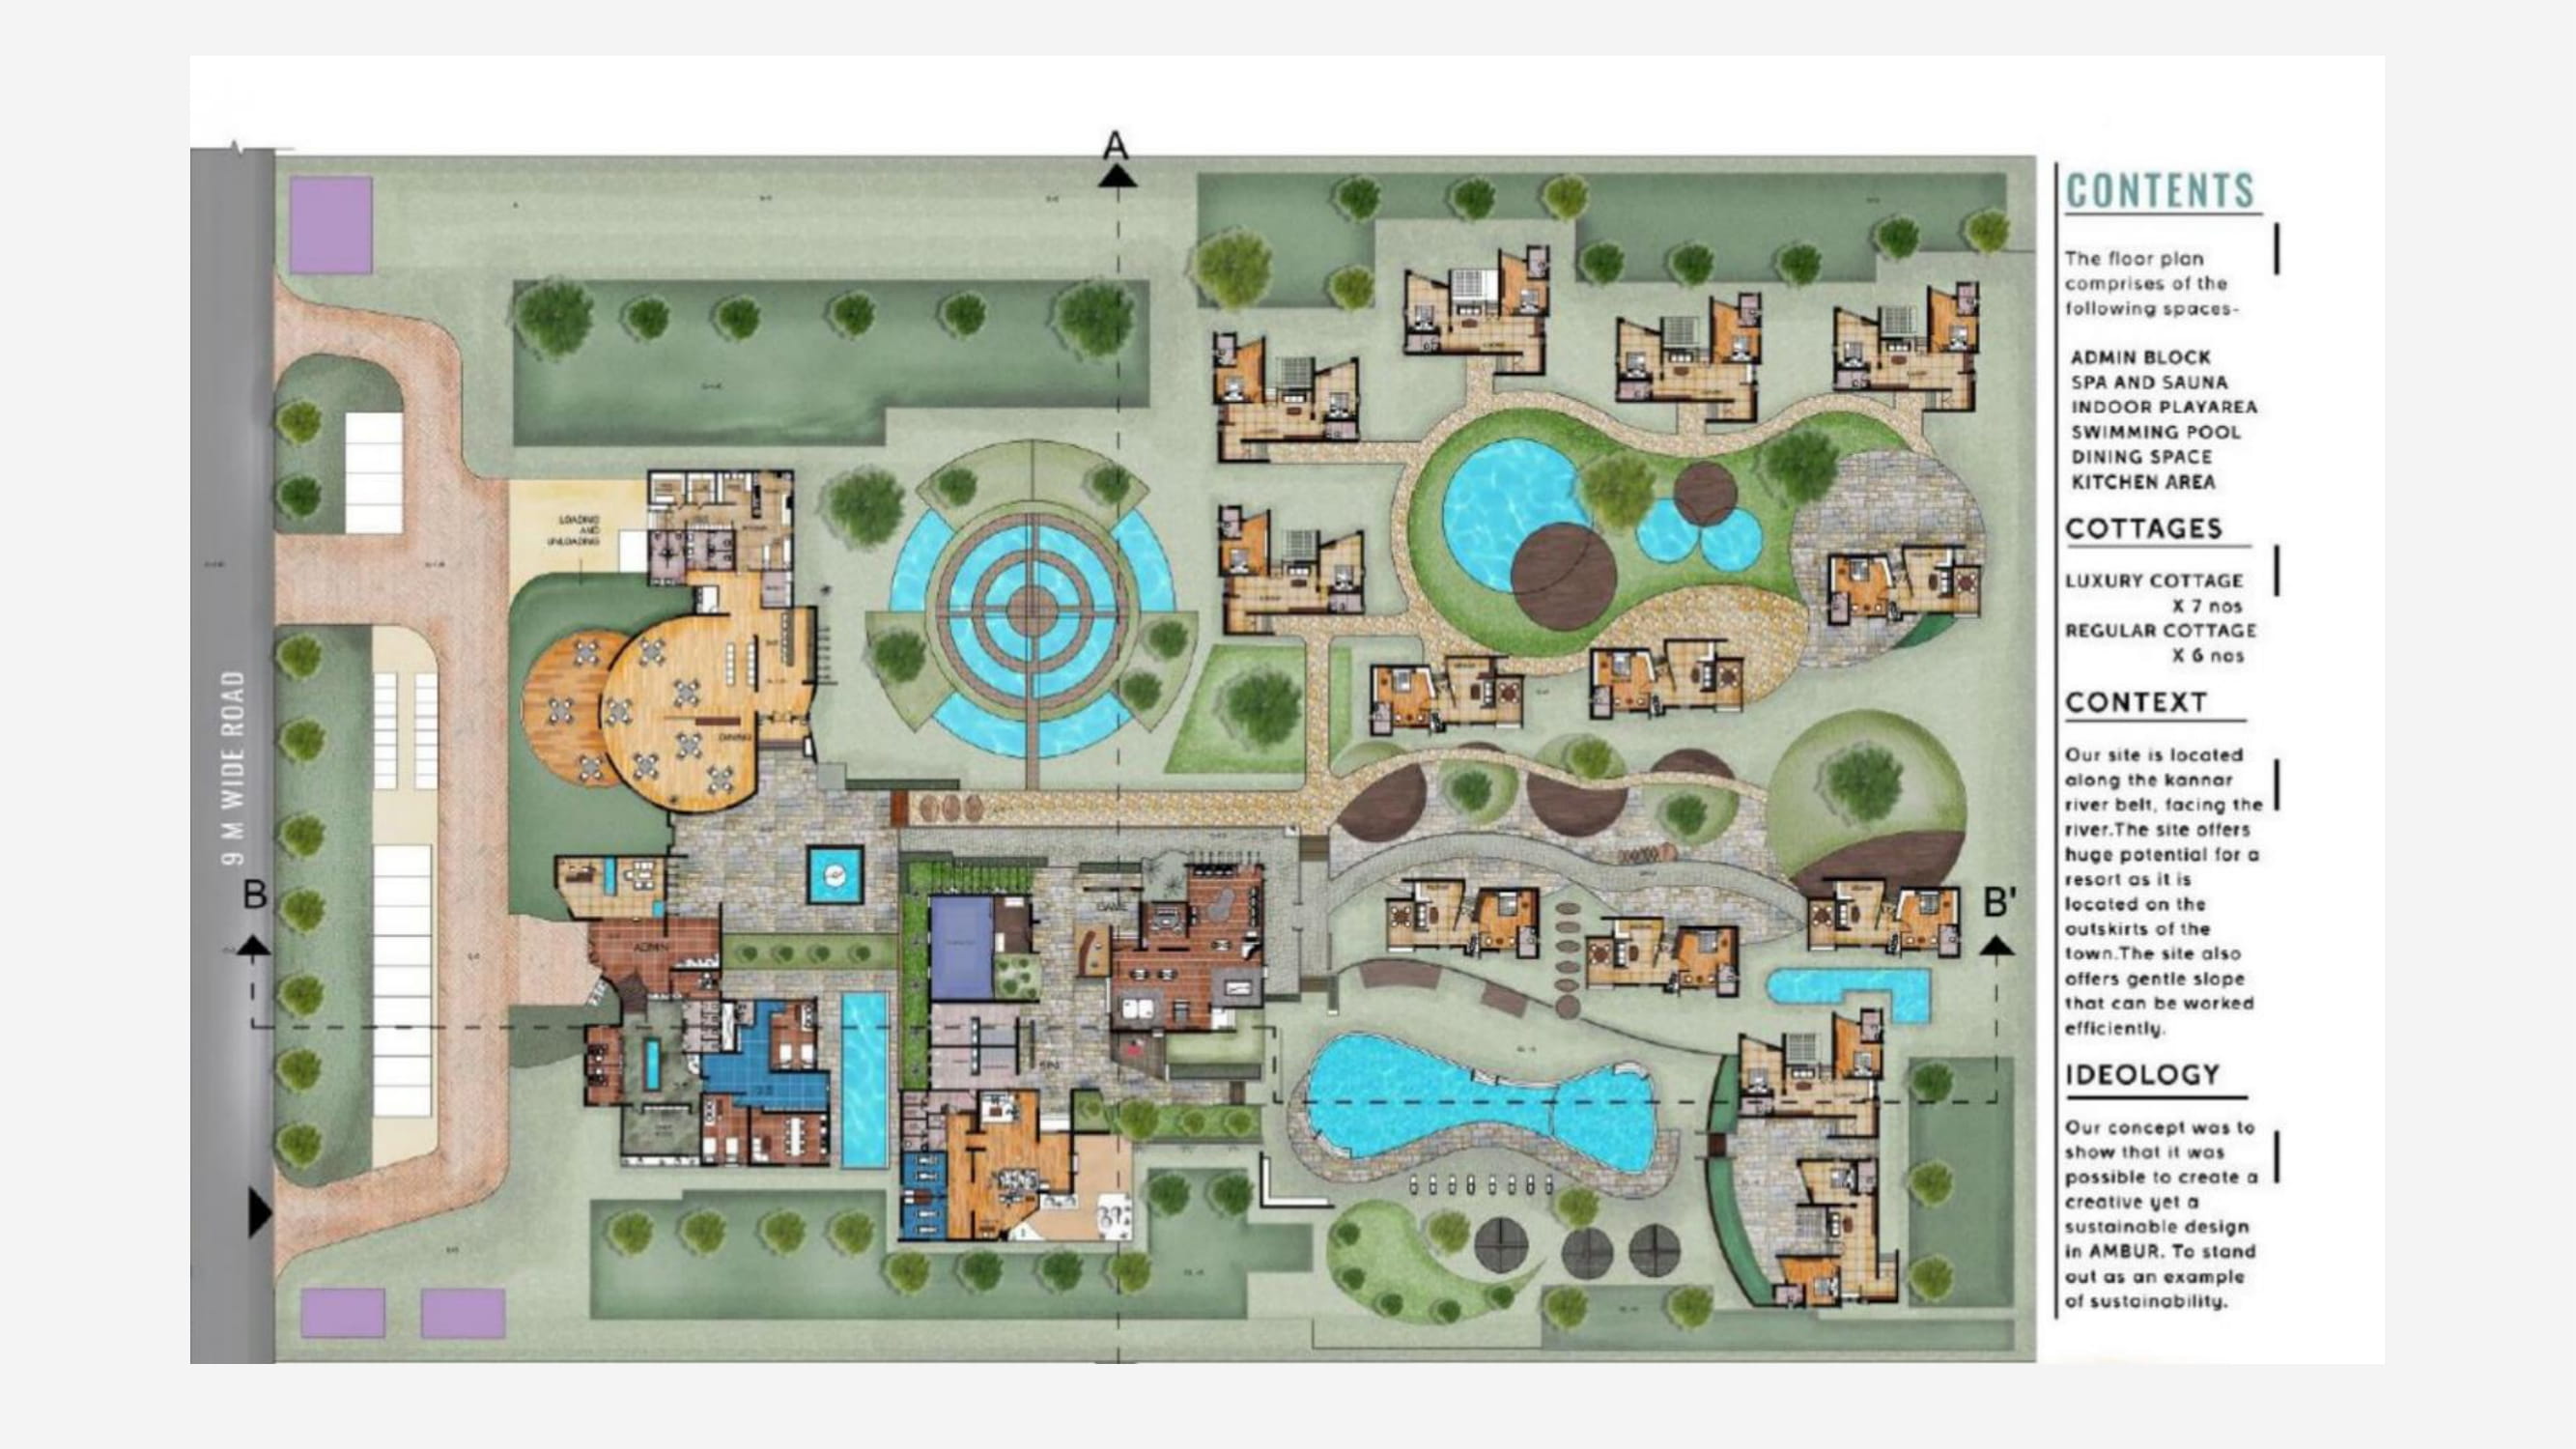 A
9 M WIDE ROAD
B
B'
LOADING
AND
UNLOADING
DINING
ADMIN
GAME
SPA
CONTENTS
The floor plan
comprises of the
following spaces-
ADMIN BLOCK
SPA AND SAUNA
INDOOR PLAYAREA
SWIMMING POOL
DINING SPACE
KITCHEN AREA
COTTAGES
LUXURY COTTAGE
X 7 nos
REGULAR COTTAGE
X 6 nos
CONTEXT
Our site is located
along the kannar
river belt, facing the
river.The site offers
huge potential for a
resort as it is
located on the
outskirts of the
town.The site also
offers gentle slope
that can be worked
efficiently.
IDEOLOGY
Our concept was to
show that it was
possible to create a
creative yet a
sustainable design
in AMBUR. To stand
out as an example
of sustainability.